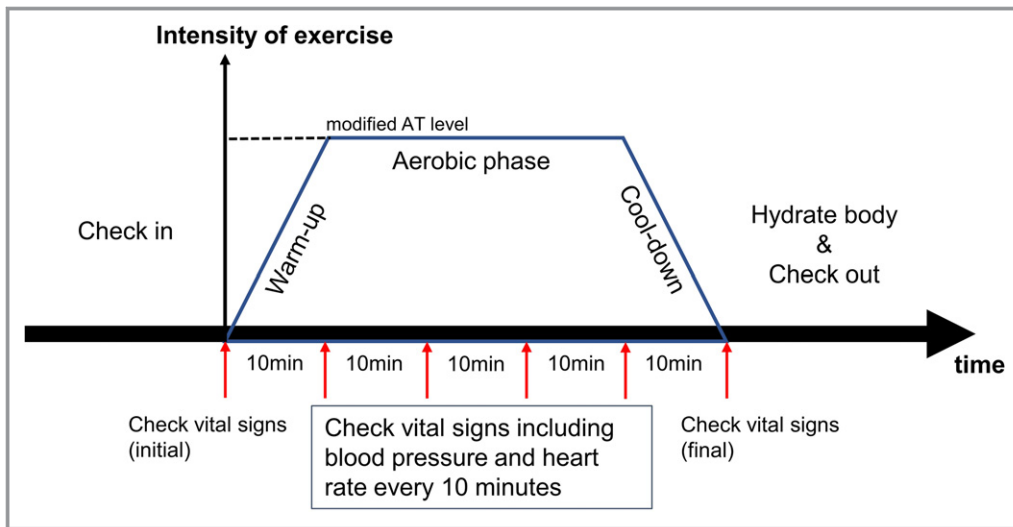 Intensity of exercise
modified AT level
Aerobic phase
Check in
Warm-up
Cool-down
Hydrate body
&
Check out
10min
10min
10min
10min
10min
time
Check vital signs
(initial)
Check vital signs including
blood pressure and heart
rate every 10 minutes
Check vital signs
(final)